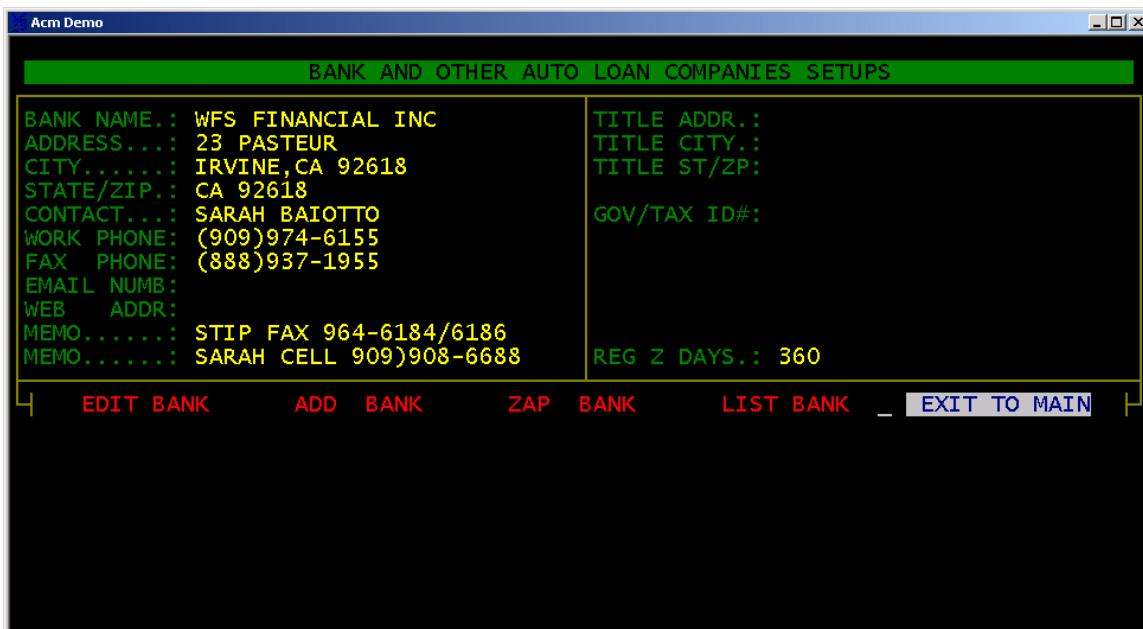 Acm Demo
BANK AND OTHER AUTO LOAN COMPANIES SETUPS
BANK NAME.: WFS FINANCIAL INC
ADDRESS...: 23 PASTEUR
CITY......: IRVINE,CA 92618
STATE/ZIP.: CA 92618
CONTACT...: SARAH BAIOTTO
WORK PHONE: (909)974-6155
FAX PHONE: (888)937-1955
EMAIL NUMB:
WEB ADDR:
MEMO......: STIP FAX 964-6184/6186
MEMO......: SARAH CELL 909)908-6688
TITLE ADDR.:
TITLE CITY.:
TITLE ST/ZP:
GOV/TAX ID#:
REG Z DAYS.: 360
EDIT BANK ADD BANK ZAP BANK LIST BANK _ EXIT TO MAIN